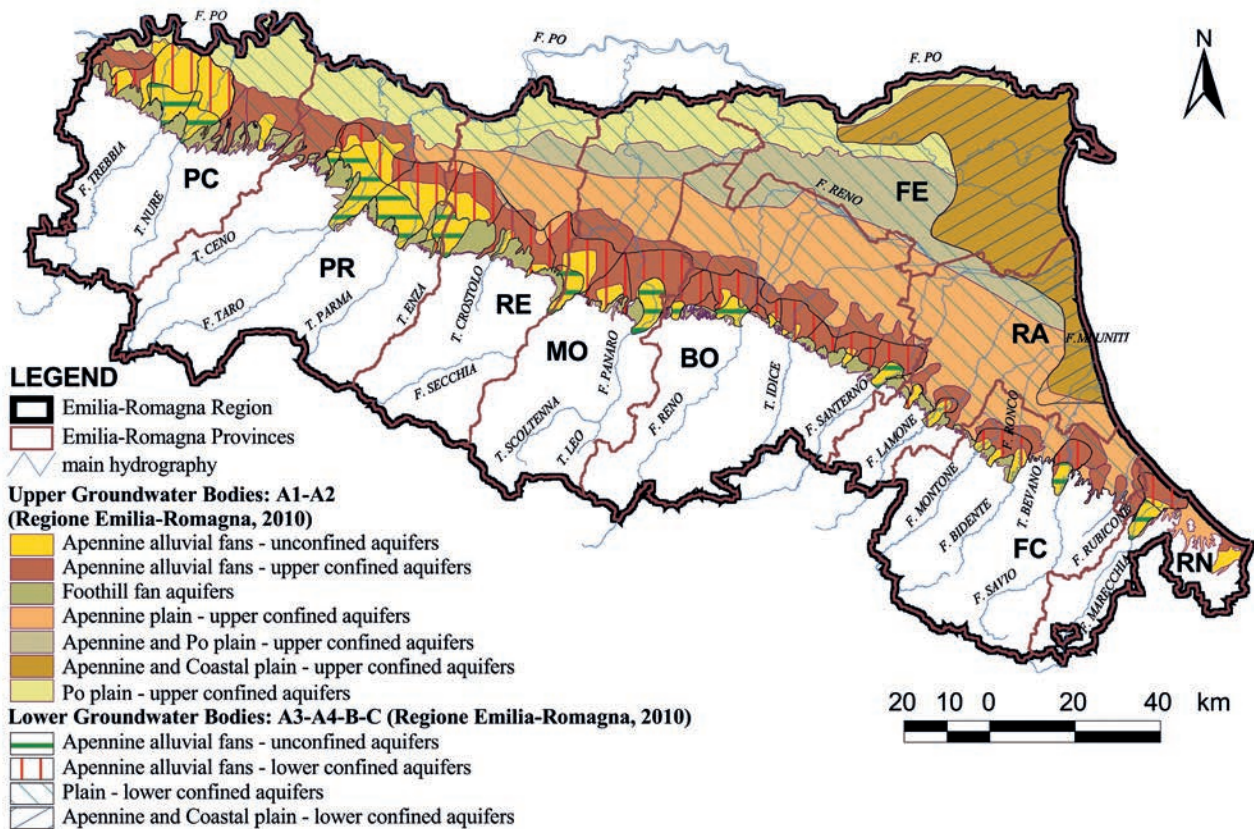 F. PO
F. PO
F. PO
N
F. TREBBIA
PC
T. NURE
T. CENO
PR
F. TARO
T. PARMA
T. ENZA
T. CROSTOLO
RE
F. SECCHIA
MO
F. PANARO
T. SCOLTENNA
T. LEO
BO
F. RENO
T. IDICE
F. RENO
FE
RA
F. SANTERNO
F. LAMONE
F. MONTONE
F. BIDENTE
F. RONCO
T. BEVANO
FC
F. SAVIO
F. RUBICONE
F. MARECCHIA
RN
LEGEND
Emilia-Romagna Region
Emilia-Romagna Provinces
main hydrography
Upper Groundwater Bodies: A1-A2
(Regione Emilia-Romagna, 2010)
Apennine alluvial fans - unconfined aquifers
Apennine alluvial fans - upper confined aquifers
Foothill fan aquifers
Apennine plain - upper confined aquifers
Apennine and Po plain - upper confined aquifers
Apennine and Coastal plain - upper confined aquifers
Po plain - upper confined aquifers
Lower Groundwater Bodies: A3-A4-B-C (Regione Emilia-Romagna, 2010)
Apennine alluvial fans - unconfined aquifers
Apennine alluvial fans - lower confined aquifers
Plain - lower confined aquifers
Apennine and Coastal plain - lower confined aquifers
20 10 0 20 40 km